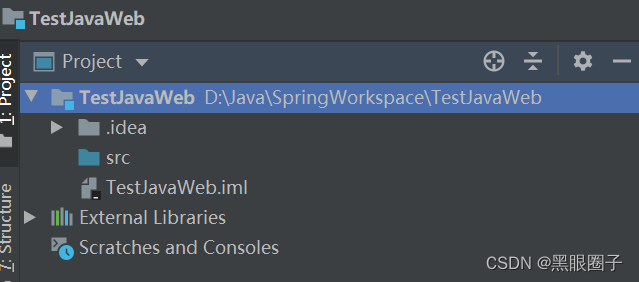 TestJavaWeb
Project
1: Project
TestJavaWeb D:\Java\SpringWorkspace\TestJavaWeb
.idea
src
TestJavaWeb.iml
7: Structure
External Libraries
Scratches and Consoles
CSDN @黑眼圈子